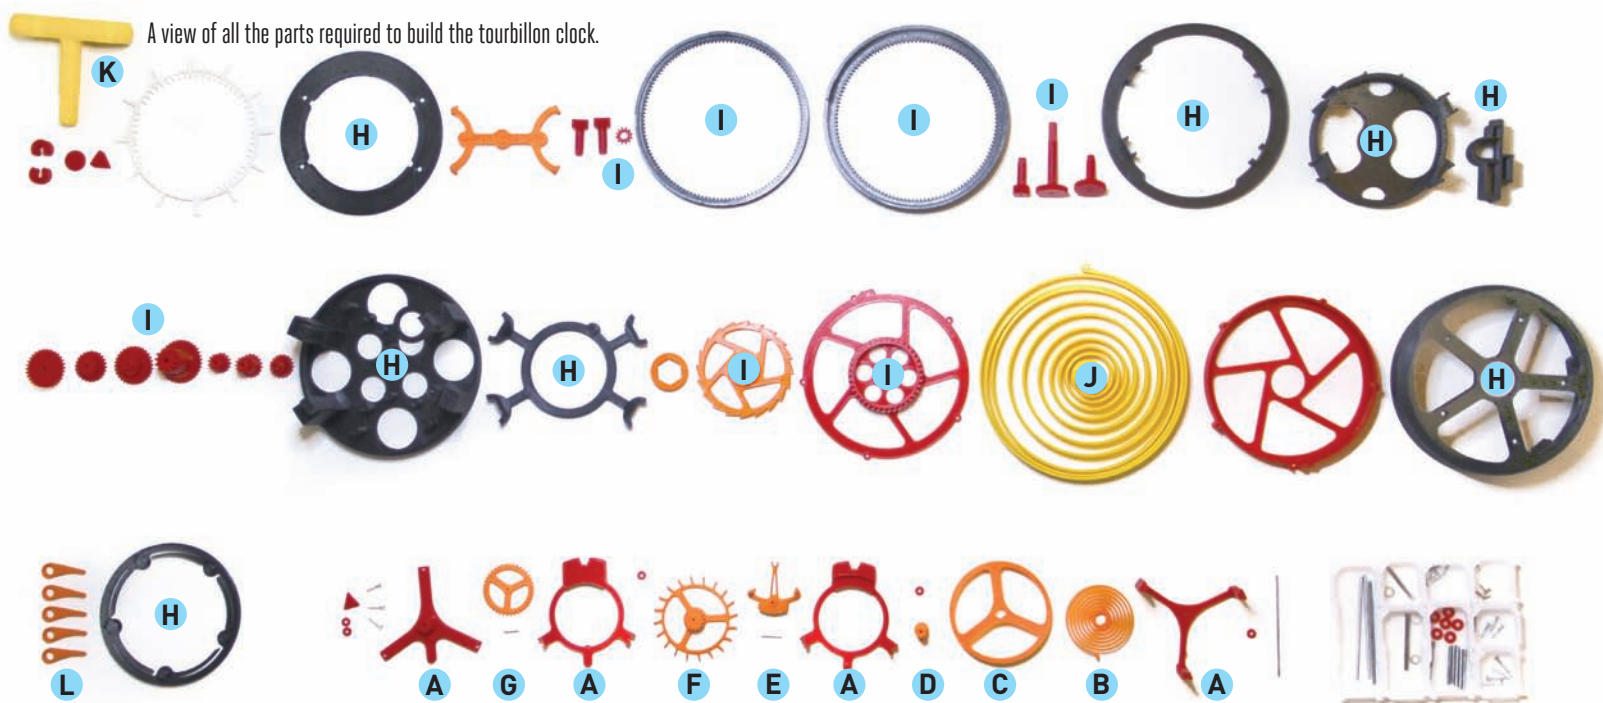 A view of all the parts required to build the tourbillon clock.
K
H
I
I
I
I
H
H
H
I
H
H
I
I
J
H
L
H
A
G
A
F
E
A
D
C
B
A